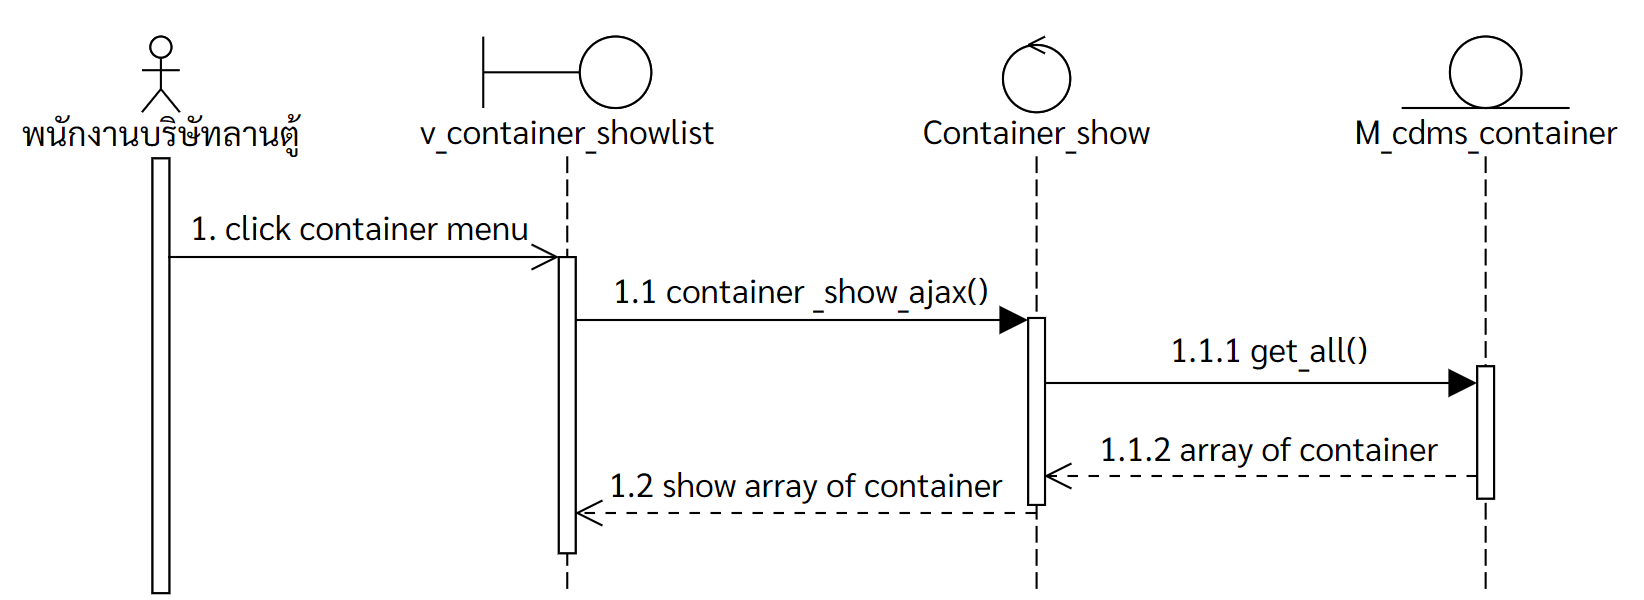 พนักงานบริษัทลานตู้
v_container_showlist
Container_show
M_cdms_container
1. click container menu
1.1 container _show_ajax()
1.1.1 get_all()
1.1.2 array of container
1.2 show array of container